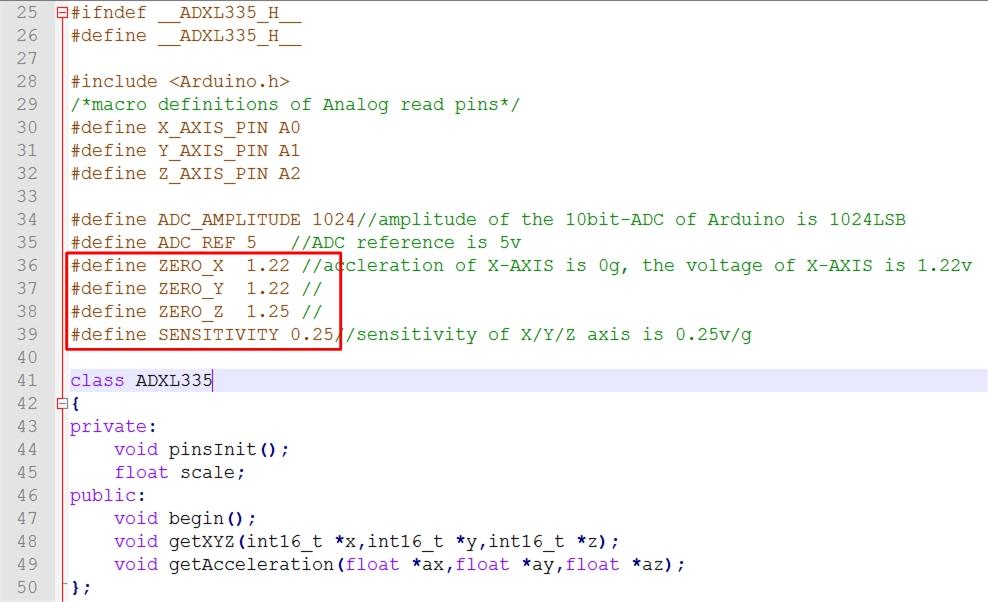 25 #ifndef __ADXL335_H__
26 #define __ADXL335_H__
27
28 #include <Arduino.h>
29 /*macro definitions of Analog read pins*/
30 #define X_AXIS_PIN A0
31 #define Y_AXIS_PIN A1
32 #define Z_AXIS_PIN A2
33
34 #define ADC_AMPLITUDE 1024//amplitude of the 10bit-ADC of Arduino is 1024LSB
35 #define ADC_REF 5   //ADC reference is 5v
36 #define ZERO_X  1.22 //accleration of X-AXIS is 0g, the voltage of X-AXIS is 1.22v
37 #define ZERO_Y  1.22 //
38 #define ZERO_Z  1.25 //
39 #define SENSITIVITY 0.25//sensitivity of X/Y/Z axis is 0.25v/g
40
41 class ADXL335
42 {
43 private:
44     void pinsInit();
45     float scale;
46 public:
47     void begin();
48     void getXYZ(int16_t *x,int16_t *y,int16_t *z);
49     void getAcceleration(float *ax,float *ay,float *az);
50 };